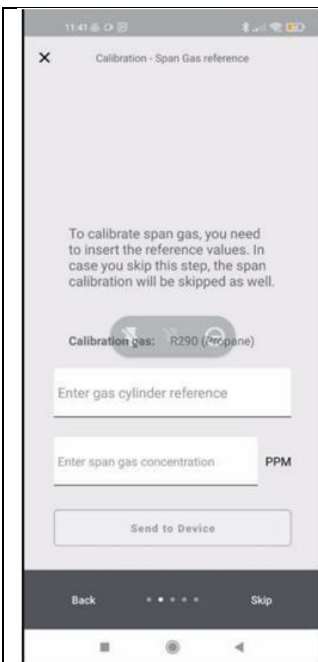 11:41
Calibration - Span Gas reference
To calibrate span gas, you need
to insert the reference values. In
case you skip this step, the span
calibration will be skipped as well.
Calibration gas: R290 (Propane)
Enter gas cylinder reference
Enter span gas concentration PPM
Send to Device
Back Skip